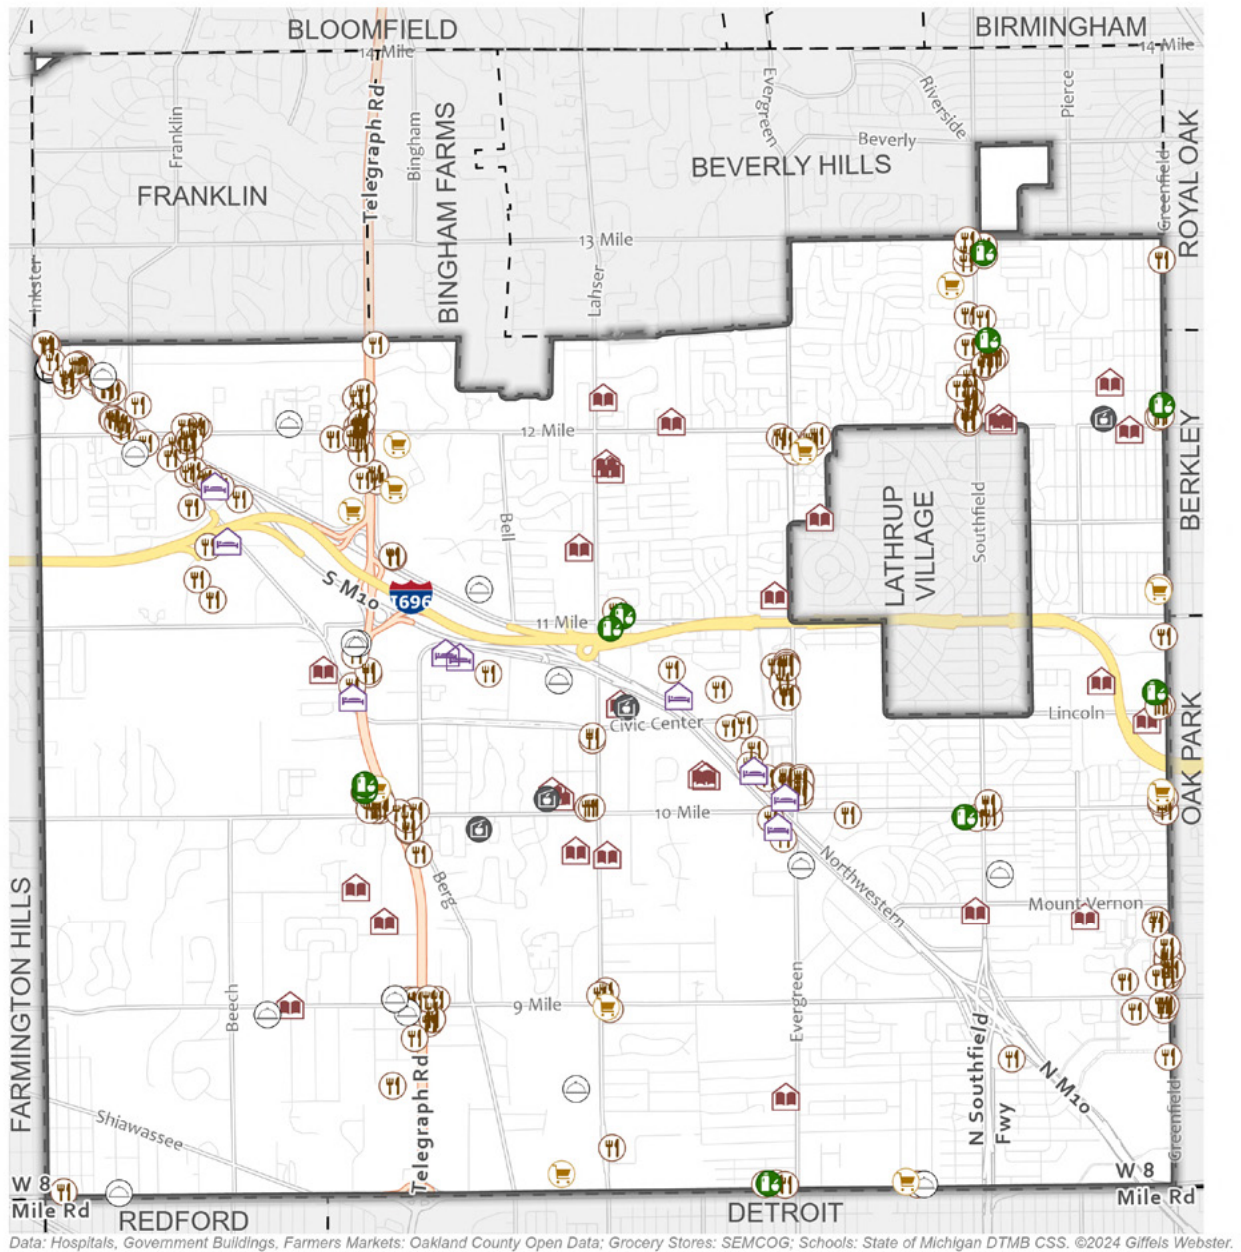 BLOOMFIELD
BIRMINGHAM
14 Mile
14 Mile
Franklin
Telegraph Rd
Bingham
BINGHAM FARMS
Evergreen
Riverside
Pierce
Beverly
Greenfield
ROYAL OAK
FRANKLIN
BEVERLY HILLS
13 Mile
Inkster
Lahser
12 Mile
BERKLEY
Bell
LATHRUP
VILLAGE
Southfield
S M10
I696
11 Mile
Civic Center
Lincoln
OAK PARK
10 Mile
Northwestern
Berg
Mount Vernon
FARMINGTON HILLS
Beech
9 Mile
Evergreen
N Southfield
Fwy
N M10
Telegraph Rd
Greenfield
Shiawassee
W 8
Mile Rd
W 8
Mile Rd
REDFORD
DETROIT
Data: Hospitals, Government Buildings, Farmers Markets: Oakland County Open Data; Grocery Stores: SEMCOG; Schools: State of Michigan DTMB CSS. ©2024 Giffels Webster.